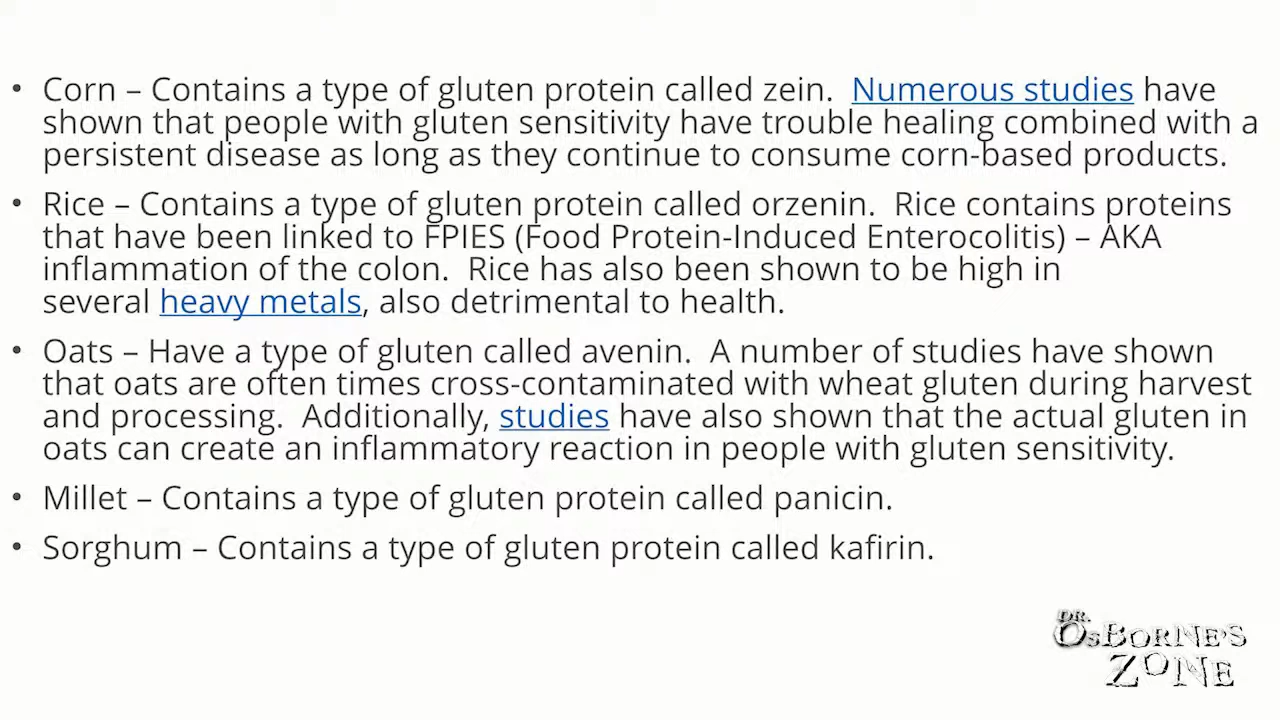 • Corn – Contains a type of gluten protein called zein. Numerous studies have
shown that people with gluten sensitivity have trouble healing combined with a
persistent disease as long as they continue to consume corn-based products.
• Rice – Contains a type of gluten protein called orzenin. Rice contains proteins
that have been linked to FPIES (Food Protein-Induced Enterocolitis) – AKA
inflammation of the colon. Rice has also been shown to be high in
several heavy metals, also detrimental to health.
• Oats – Have a type of gluten called avenin. A number of studies have shown
that oats are often times cross-contaminated with wheat gluten during harvest
and processing. Additionally, studies have also shown that the actual gluten in
oats can create an inflammatory reaction in people with gluten sensitivity.
• Millet – Contains a type of gluten protein called panicin.
• Sorghum – Contains a type of gluten protein called kafirin.
DR.
OSBORNE'S
ZONE